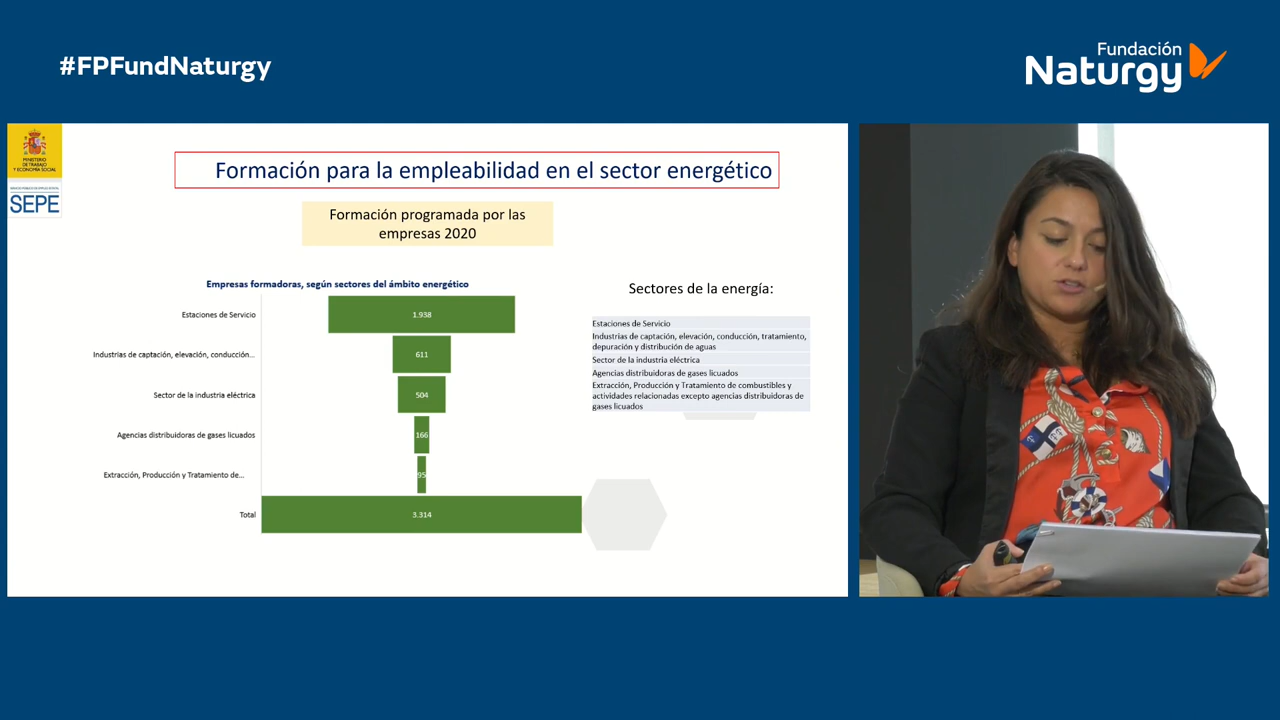 #FPFundNaturgy
Fundación
Naturgy
MINISTERIO
DE TRABAJO
Y ECONOMÍA SOCIAL
SERVICIO PÚBLICO DE EMPLEO ESTATAL
SEPE
Formación para la empleabilidad en el sector energético
Formación programada por las
empresas 2020
Empresas formadoras, según sectores del ámbito energético
Estaciones de Servicio
1.938
Industrias de captación, elevación, conducción...
611
Sector de la industria eléctrica
504
Agencias distribuidoras de gases licuados
166
Extracción, Producción y Tratamiento de...
95
Total
3.314
Sectores de la energía:
Estaciones de Servicio
Industrias de captación, elevación, conducción, tratamiento,
depuración y distribución de aguas
Sector de la industria eléctrica
Agencias distribuidoras de gases licuados
Extracción, Producción y Tratamiento de combustibles y
actividades relacionadas excepto agencias distribuidoras de
gases licuados